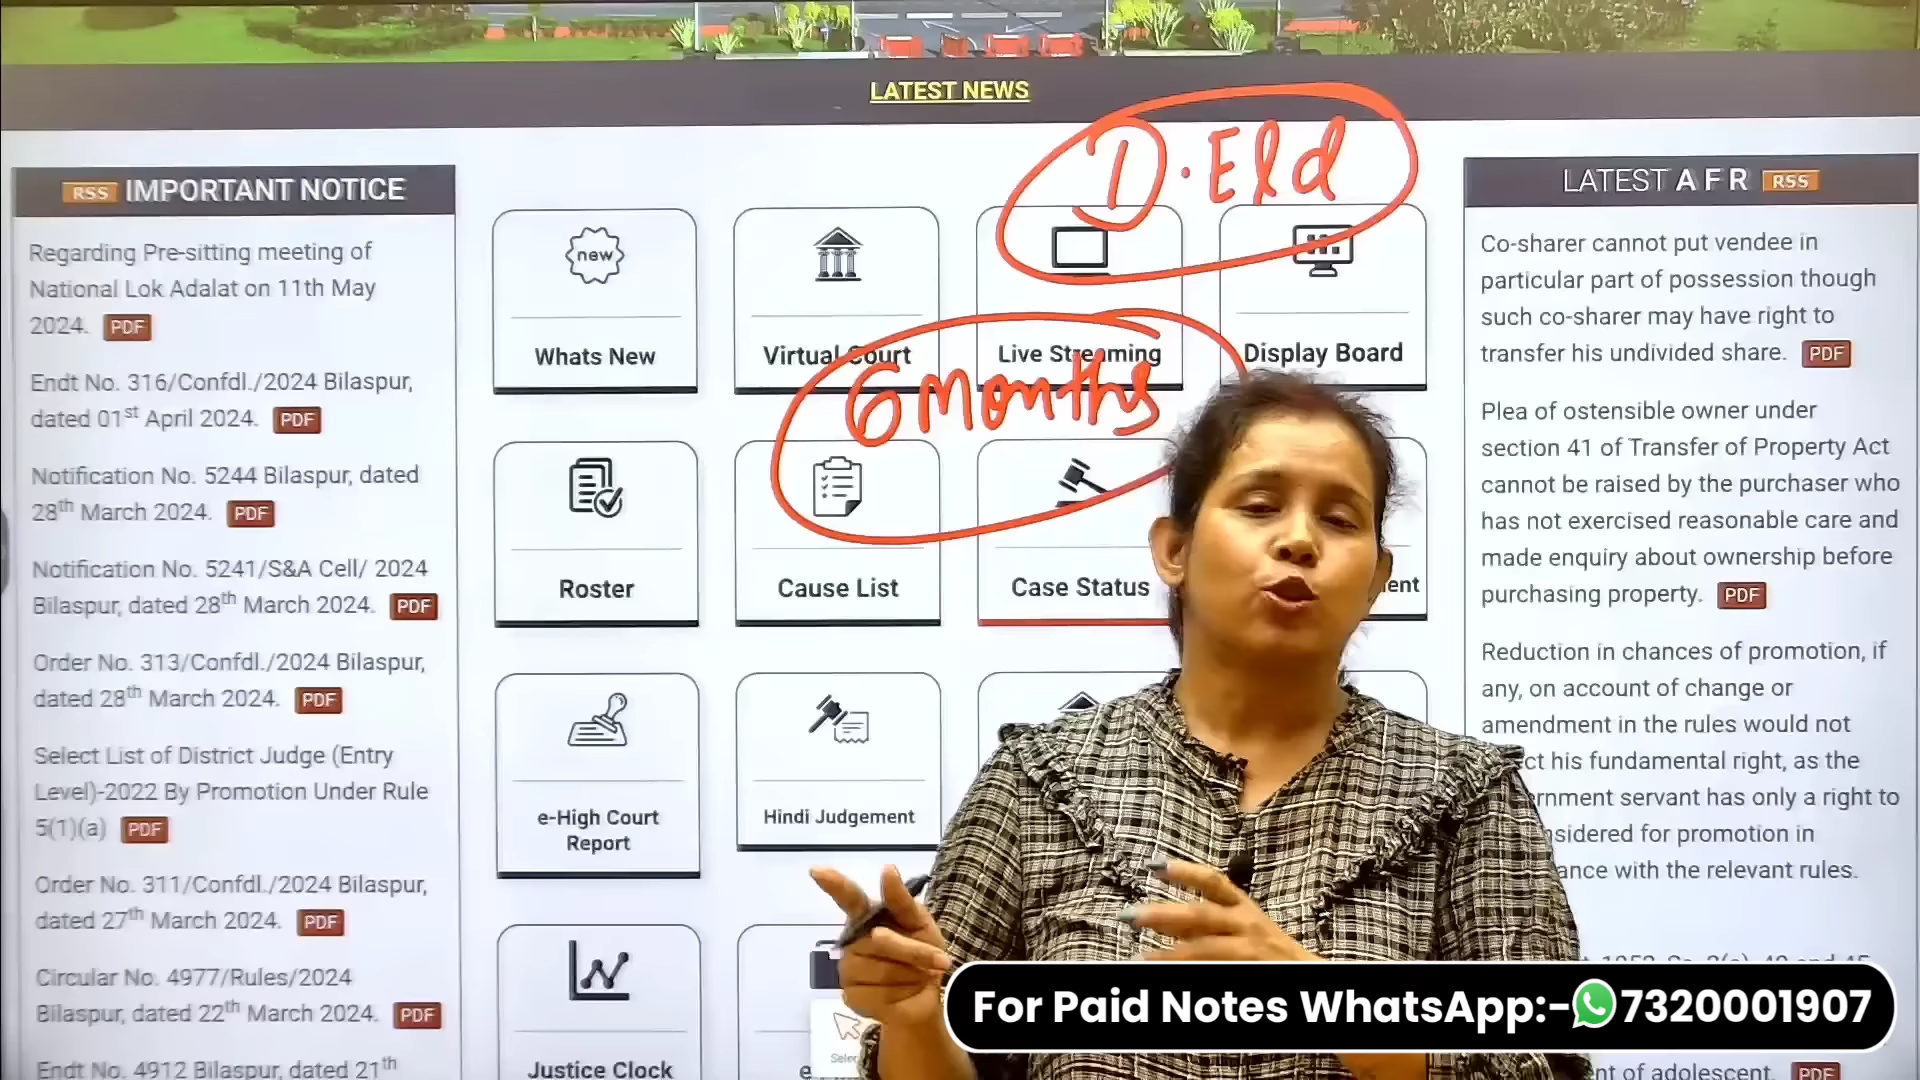 LATEST NEWS
D.Eld
6 Months
RSS IMPORTANT NOTICE
Regarding Pre-sitting meeting of
National Lok Adalat on 11th May
2024. PDF
Endt No. 316/Confdl./2024 Bilaspur,
dated 01st April 2024. PDF
Notification No. 5244 Bilaspur, dated
28th March 2024. PDF
Notification No. 5241/S&A Cell/ 2024
Bilaspur, dated 28th March 2024. PDF
Order No. 313/Confdl./2024 Bilaspur,
dated 28th March 2024. PDF
Select List of District Judge (Entry
Level)-2022 By Promotion Under Rule
5(1)(a) PDF
Order No. 311/Confdl./2024 Bilaspur,
dated 27th March 2024. PDF
Circular No. 4977/Rules/2024
Bilaspur, dated 22th March 2024. PDF
Endt No. 4912 Bilaspur, dated 21th
new
Whats New
Virtual Court
Live Streaming
Display Board
Roster
Cause List
Case Status
e-High Court
Report
Hindi Judgement
Justice Clock
LATEST A F R RSS
Co-sharer cannot put vendee in
particular part of possession though
such co-sharer may have right to
transfer his undivided share. PDF
Plea of ostensible owner under
section 41 of Transfer of Property Act
cannot be raised by the purchaser who
has not exercised reasonable care and
made enquiry about ownership before
purchasing property. PDF
Reduction in chances of promotion, if
any, on account of change or
amendment in the rules would not
his fundamental right, as the
servant has only a right to
for promotion in
with the relevant rules.
of adolescent. PDF
For Paid Notes WhatsApp:-7320001907